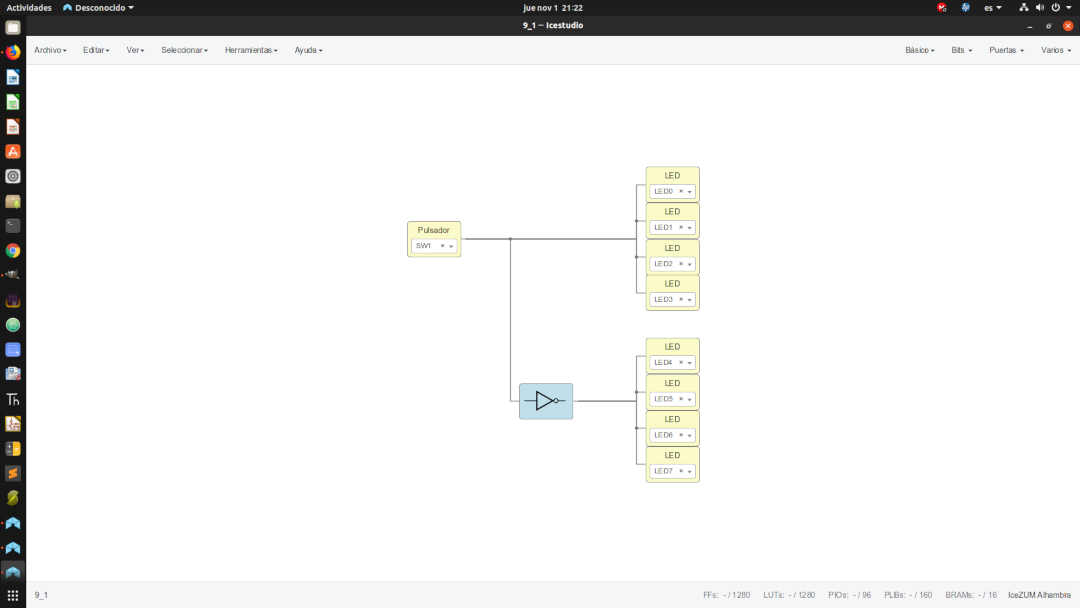 Actividades Desconocido jue nov 1 21:22 es
9_1 — Icestudio
Archivo Editar Ver Seleccionar Herramientas Ayuda Básico Bits Puertas Varios
LED
LED0
LED
LED1
Pulsador
SW1
LED
LED2
LED
LED3
LED
LED4
LED
LED5
LED
LED6
LED
LED7
9_1 FFs: - / 1280 LUTs: - / 1280 PIOs: - / 96 PLBs: - / 160 BRAMs: - / 16 IceZUM Alhambra